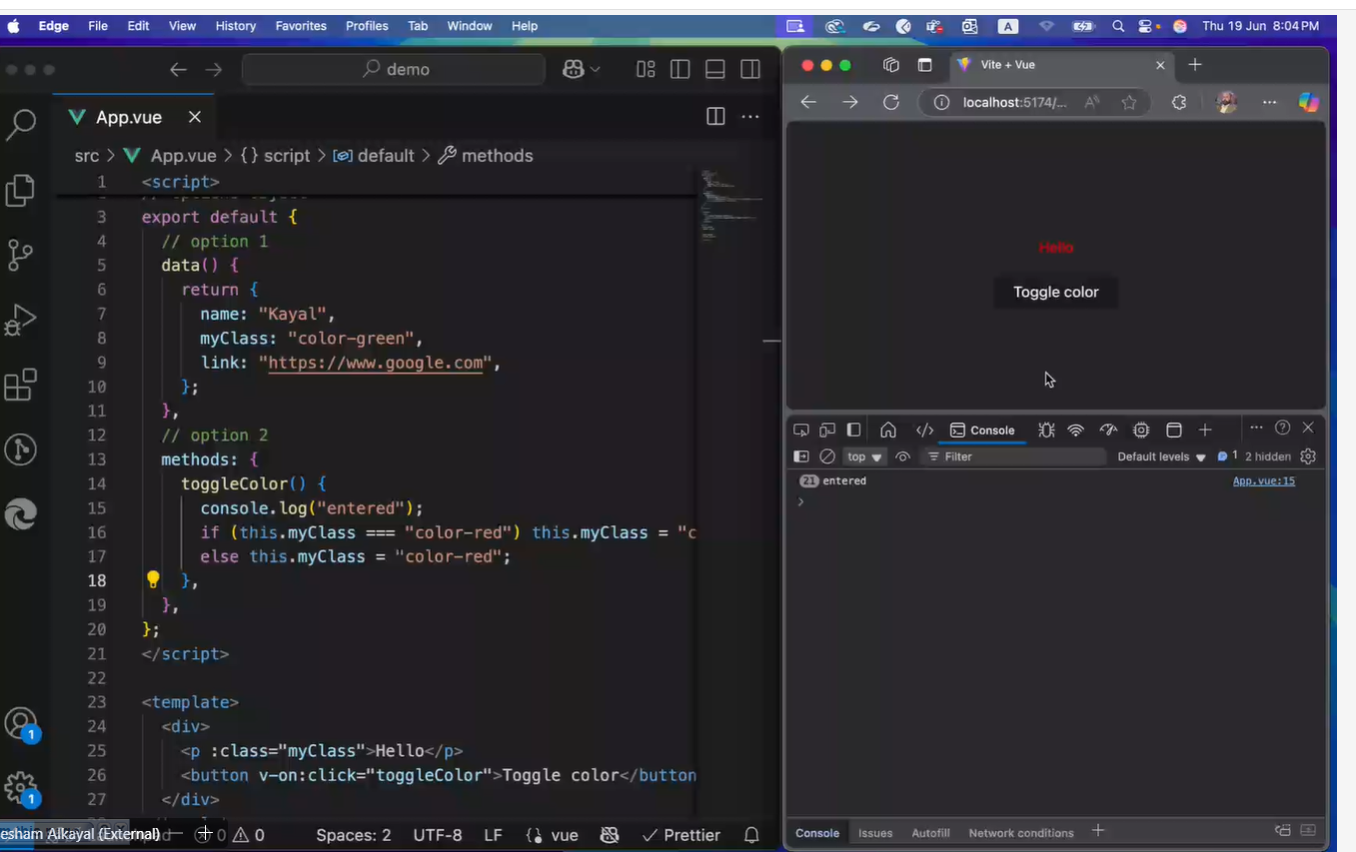 Edge File Edit View History Favorites Profiles Tab Window Help
A
Thu 19 Jun 8:04 PM
demo
App.vue
src > App.vue > {} script > default > methods
1 <script>
3 export default {
4 // option 1
5 data() {
6 return {
7 name: "Kayal",
8 myClass: "color-green",
9 link: "https://www.google.com",
10 };
11 },
12 // option 2
13 methods: {
14 toggleColor() {
15 console.log("entered");
16 if (this.myClass === "color-red") this.myClass = "c
17 else this.myClass = "color-red";
18 },
19 },
20 };
21 </script>
22
23 <template>
24 <div>
25 <p :class="myClass">Hello</p>
26 <button v-on:click="toggleColor">Toggle color</button
27 </div>
1
1
esham Alkayal (External)
0 0 Spaces: 2 UTF-8 LF {} vue Prettier
Vite + Vue
localhost:5174/...
Hello
Toggle color
Console
top Filter Default levels 1 2 hidden
21 entered App.vue:15
>
Console Issues Autofill Network conditions